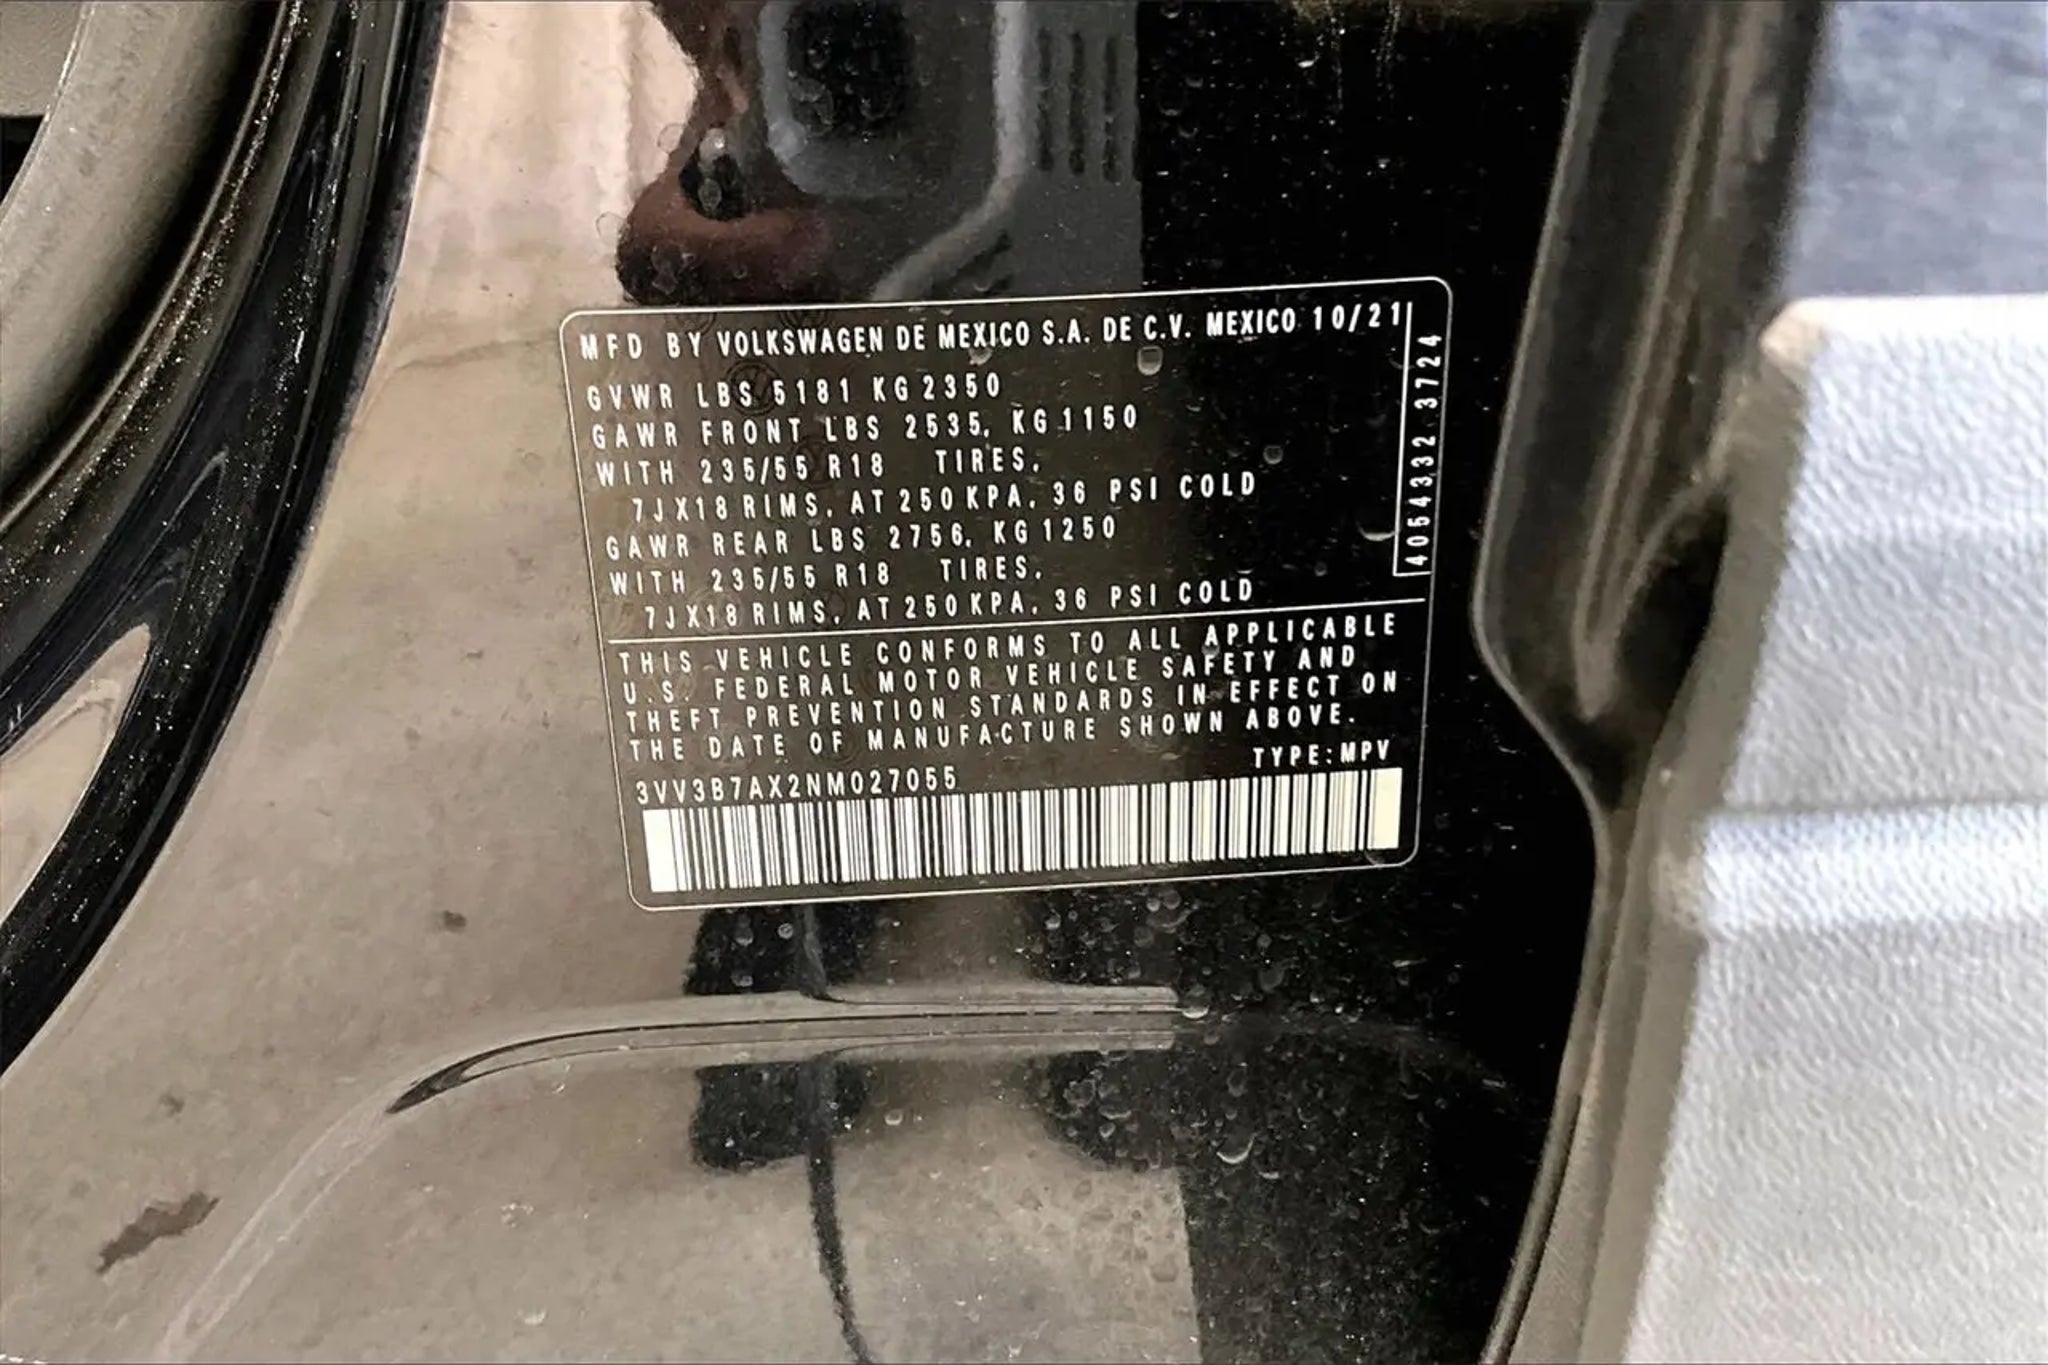 MFD BY VOLKSWAGEN DE MEXICO S.A. DE C.V. MEXICO 10/21
GVWR LBS 5181 KG 2350
GAWR FRONT LBS 2535, KG 1150
WITH 235/55 R18 TIRES,
7JX18 RIMS, AT 250 KPA, 36 PSI COLD
GAWR REAR LBS 2756, KG 1250
WITH 235/55 R18 TIRES,
7JX18 RIMS, AT 250 KPA, 36 PSI COLD
4054332 3724
THIS VEHICLE CONFORMS TO ALL APPLICABLE
U.S. FEDERAL MOTOR VEHICLE SAFETY AND
THEFT PREVENTION STANDARDS IN EFFECT ON
THE DATE OF MANUFACTURE SHOWN ABOVE.
TYPE:MPV
3VV3B7AX2NM027055